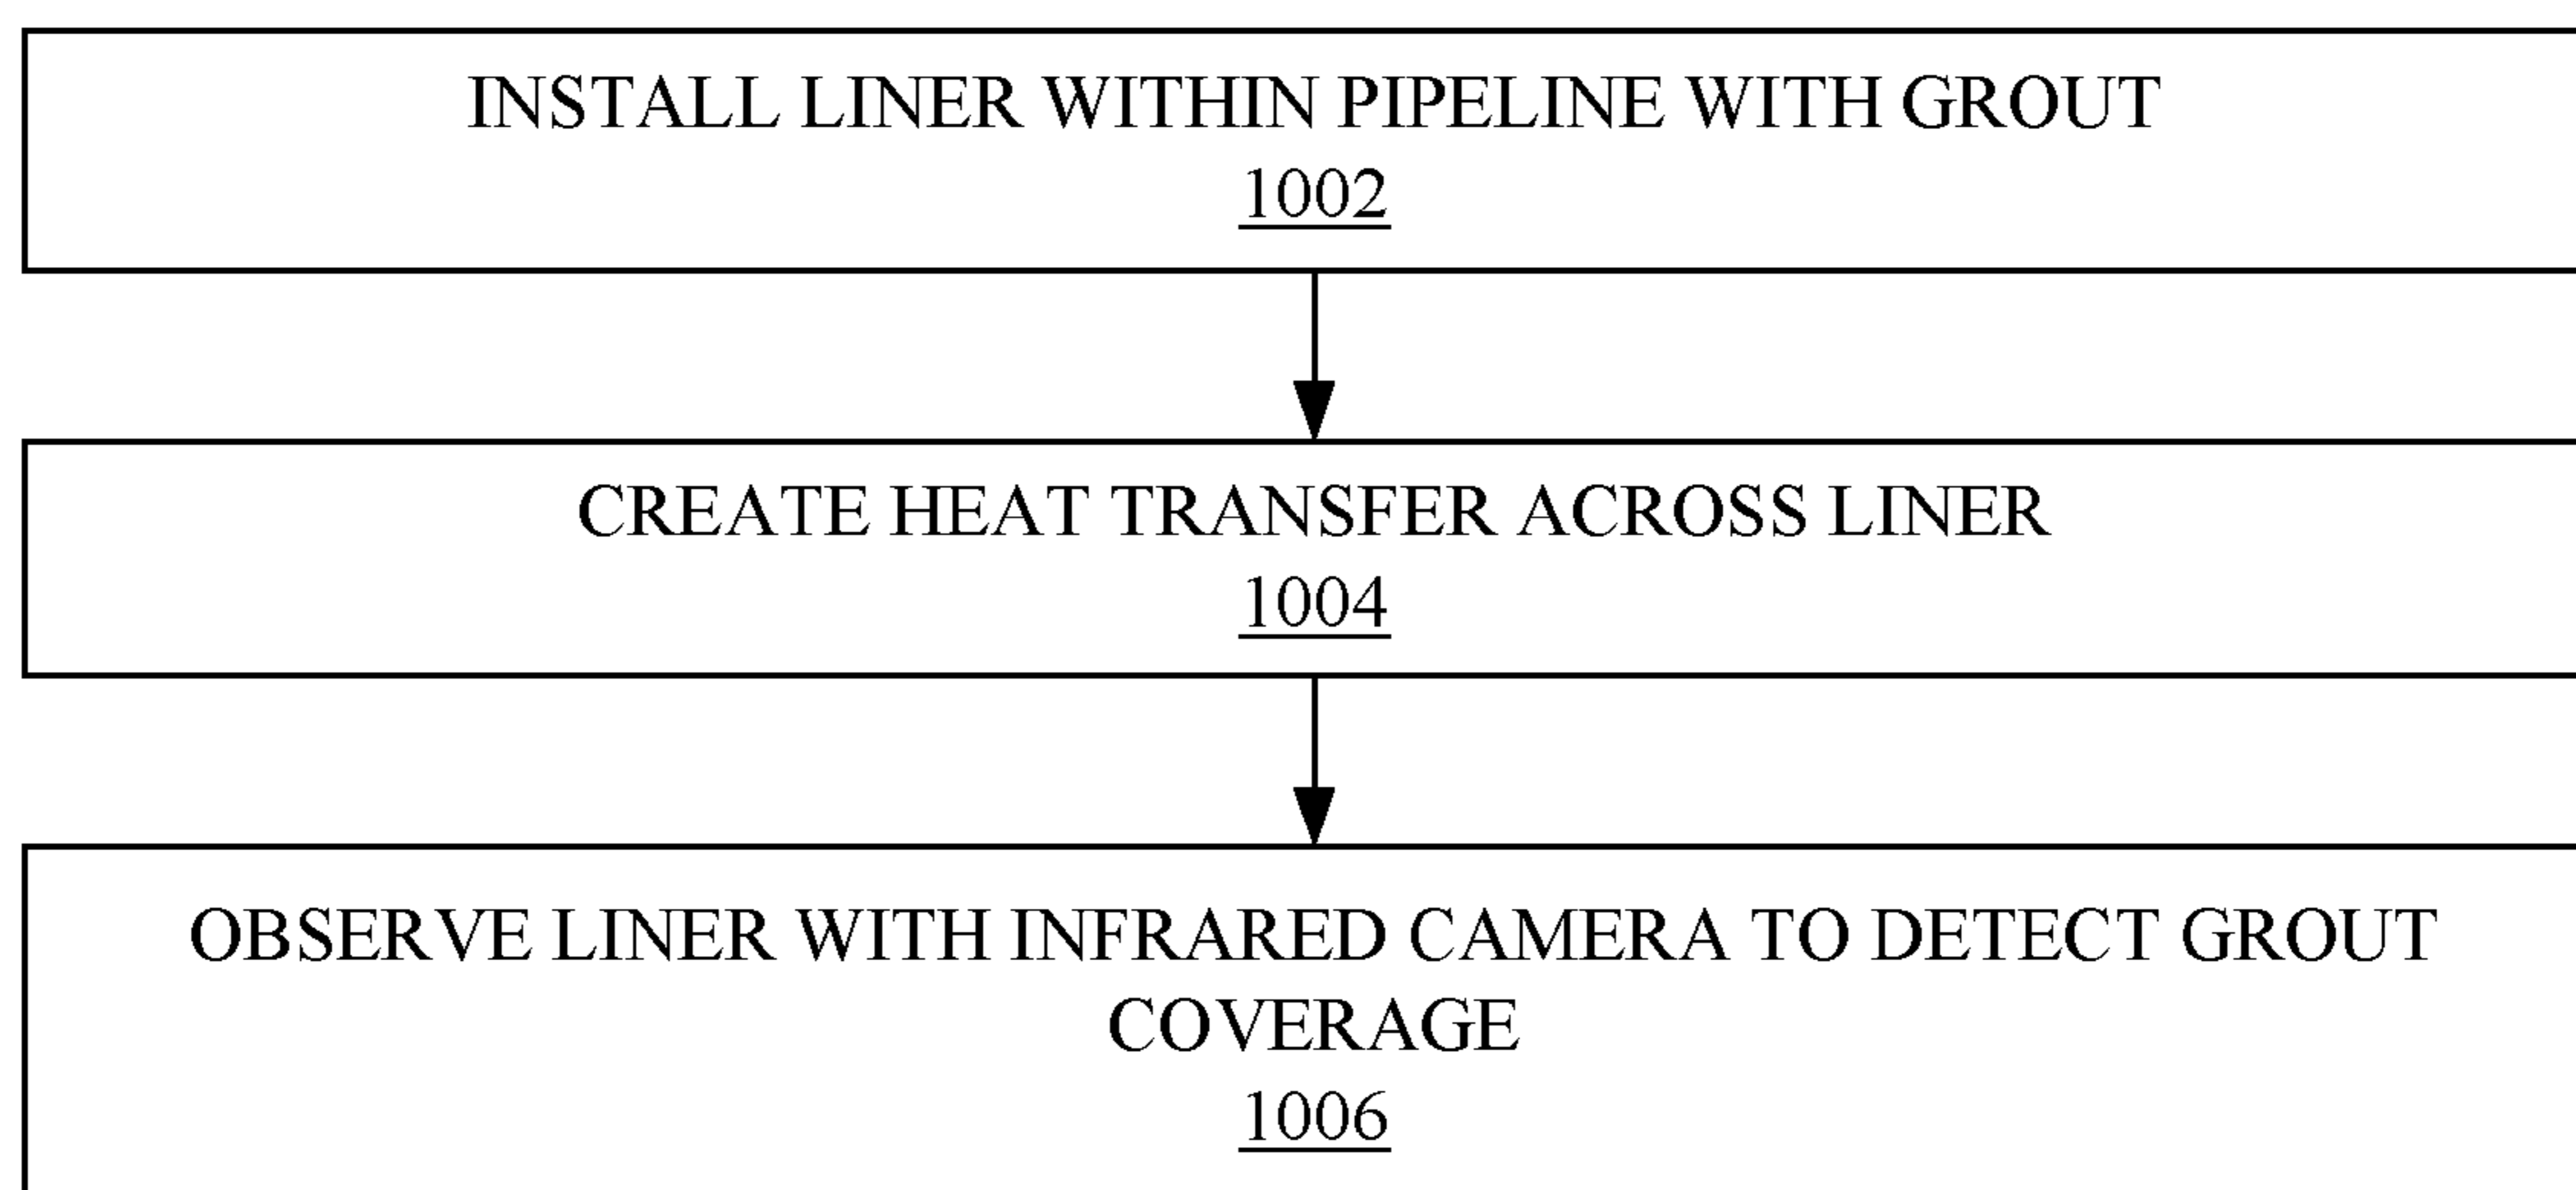 INSTALL LINER WITHIN PIPELINE WITH GROUT
1002
CREATE HEAT TRANSFER ACROSS LINER
1004
OBSERVE LINER WITH INFRARED CAMERA TO DETECT GROUT
COVERAGE
1006